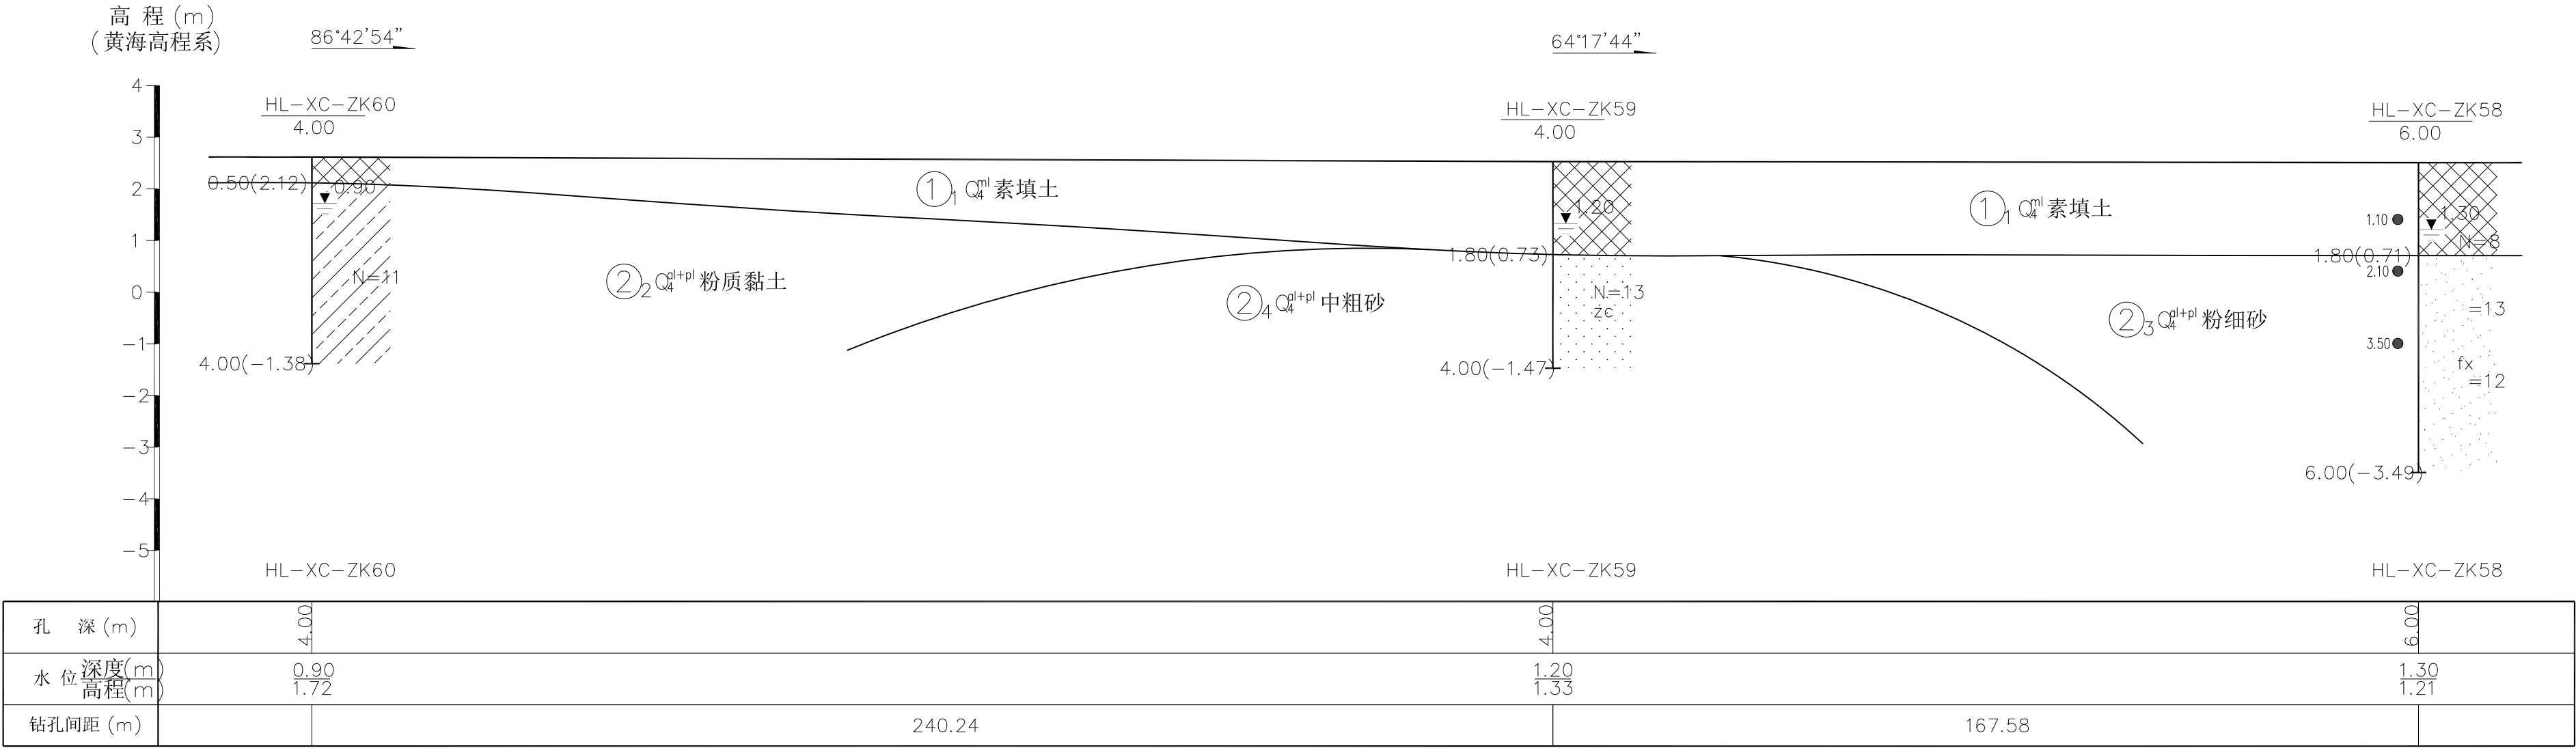 高 程 (m)
(黄海高程系)
86°42'54"
64°17'44"
HL-XC-ZK60
4.00
HL-XC-ZK59
4.00
HL-XC-ZK58
6.00
4
3
2
1
0
-1
-2
-3
-4
-5
0.50(2.12)
0.90
N=11
4.00(-1.38)
①1 Q4ml 素填土
②2 Q4al+pl 粉质黏土
②4 Q4al+pl 中粗砂
1.20
1.80(0.73)
N=13
zc
4.00(-1.47)
①1 Q4ml 素填土
②3 Q4al+pl 粉细砂
1.10
1.30
N=8
1.80(0.71)
2.10
=13
3.50
fx
=12
6.00(-3.49)
HL-XC-ZK60
HL-XC-ZK59
HL-XC-ZK58
孔 深 (m)
4.00
4.00
6.00
水 位 深度(m)
高程(m)
0.90
1.72
1.20
1.33
1.30
1.21
钻孔间距 (m)
240.24
167.58